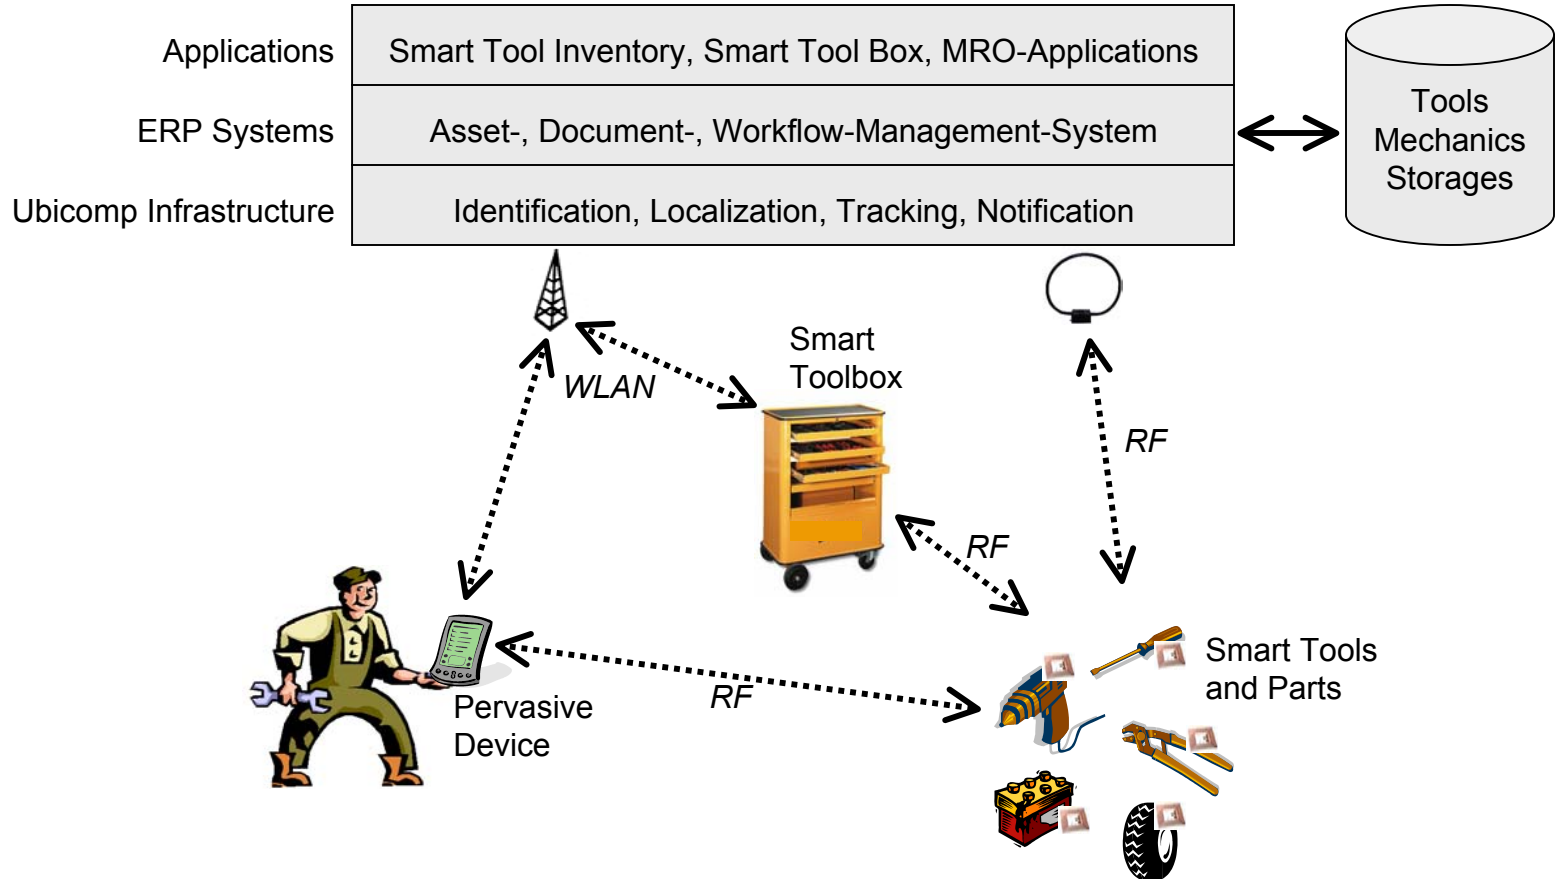 Applications
Smart Tool Inventory, Smart Tool Box, MRO-Applications
ERP Systems
Asset-, Document-, Workflow-Management-System
Ubicomp Infrastructure
Identification, Localization, Tracking, Notification
Tools
Mechanics
Storages
Smart
Toolbox
WLAN
RF
RF
RF
Pervasive
Device
Smart Tools
and Parts